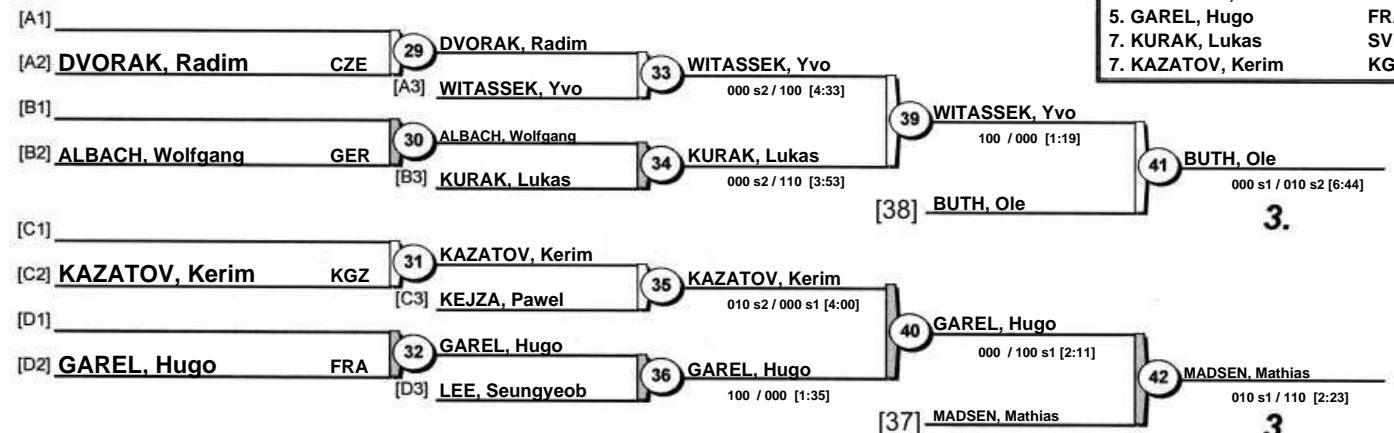 5. GAREL, Hugo FRA
7. KURAK, Lukas SV
7. KAZATOV, Kerim KG
[A1]
[A2] DVORAK, Radim CZE
29 DVORAK, Radim
[A3] WITASSEK, Yvo
33 WITASSEK, Yvo
000 s2 / 100 [4:33]
[B1]
[B2] ALBACH, Wolfgang GER
30 ALBACH, Wolfgang
[B3] KURAK, Lukas
34 KURAK, Lukas
000 s2 / 110 [3:53]
39 WITASSEK, Yvo
100 / 000 [1:19]
[38] BUTH, Ole
41 BUTH, Ole
000 s1 / 010 s2 [6:44]
3.
[C1]
[C2] KAZATOV, Kerim KGZ
31 KAZATOV, Kerim
[C3] KEJZA, Pawel
35 KAZATOV, Kerim
010 s2 / 000 s1 [4:00]
[D1]
[D2] GAREL, Hugo FRA
32 GAREL, Hugo
[D3] LEE, Seungyeob
36 GAREL, Hugo
100 / 000 [1:35]
40 GAREL, Hugo
000 / 100 s1 [2:11]
[37] MADSEN, Mathias
42 MADSEN, Mathias
010 s1 / 110 [2:23]
3